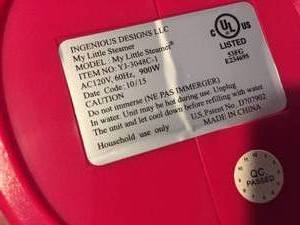 INGENIOUS DESIGNS LLC
My Little Steamer
MODEL: My Little Steamer®
ITEM NO: YJ-3048C-1
AC120V, 60Hz, 900W
Date Code: 10/15
CAUTION
Do not immerse (NE PAS IMMERGER)
In water. Unit may be hot during use. Unplug
The unit and let cool down before refilling with water
U.S. Patent No. D707902
Household use only
C UL US
LISTED
E234095
QC
PASSED